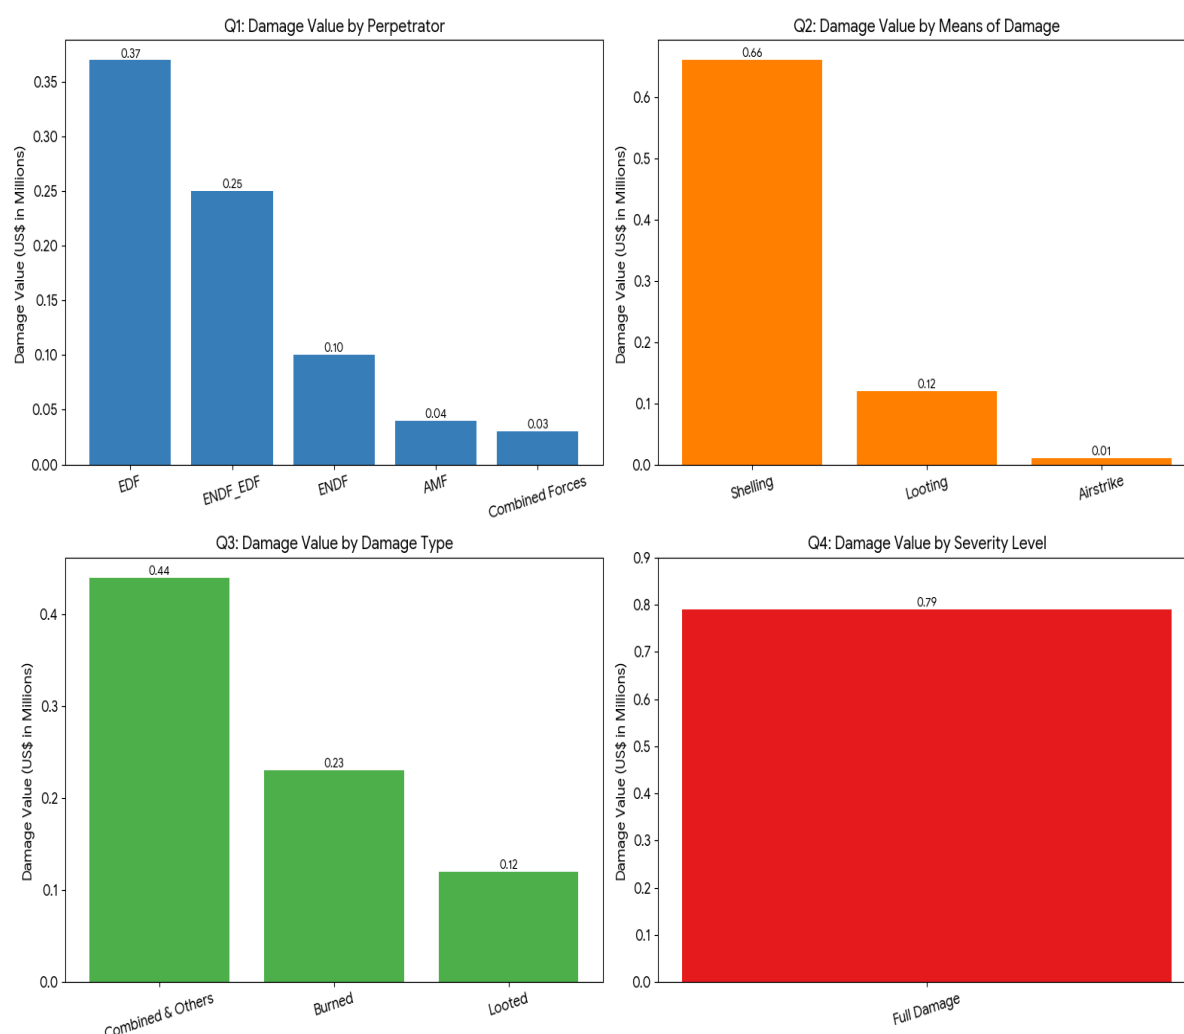 Q1: Damage Value by Perpetrator
Damage Value (US$ in Millions)
0.35
0.30
0.25
0.20
0.15
0.10
0.05
0.00
0.37
0.25
0.10
0.04
0.03
EDF
ENDF_EDF
ENDF
AMF
Combined Forces
Q2: Damage Value by Means of Damage
Damage Value (US$ in Millions)
0.6
0.5
0.4
0.3
0.2
0.1
0.0
0.66
0.12
0.01
Shelling
Looting
Airstrike
Q3: Damage Value by Damage Type
Damage Value (US$ in Millions)
0.4
0.3
0.2
0.1
0.0
0.44
0.23
0.12
Combined & Others
Burned
Looted
Q4: Damage Value by Severity Level
Damage Value (US$ in Millions)
0.9
0.8
0.7
0.6
0.5
0.4
0.3
0.2
0.1
0.0
0.79
Full Damage